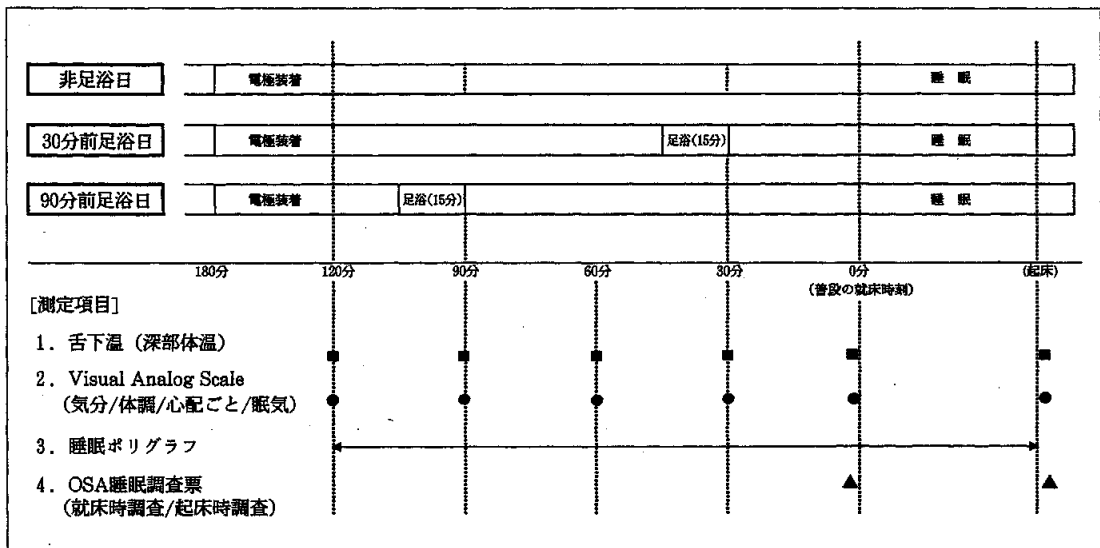 非足浴日 電極装着 睡 眠
30分前足浴日 電極装着 足浴(15分) 睡 眠
90分前足浴日 電極装着 足浴(15分) 睡 眠
180分 120分 90分 60分 30分 0分 (起床)
(普段の就床時刻)
[測定項目]
1．舌下温（深部体温）
2．Visual Analog Scale
(気分/体調/心配ごと/眠気)
3．睡眠ポリグラフ
4．OSA睡眠調査票
(就床時調査/起床時調査)